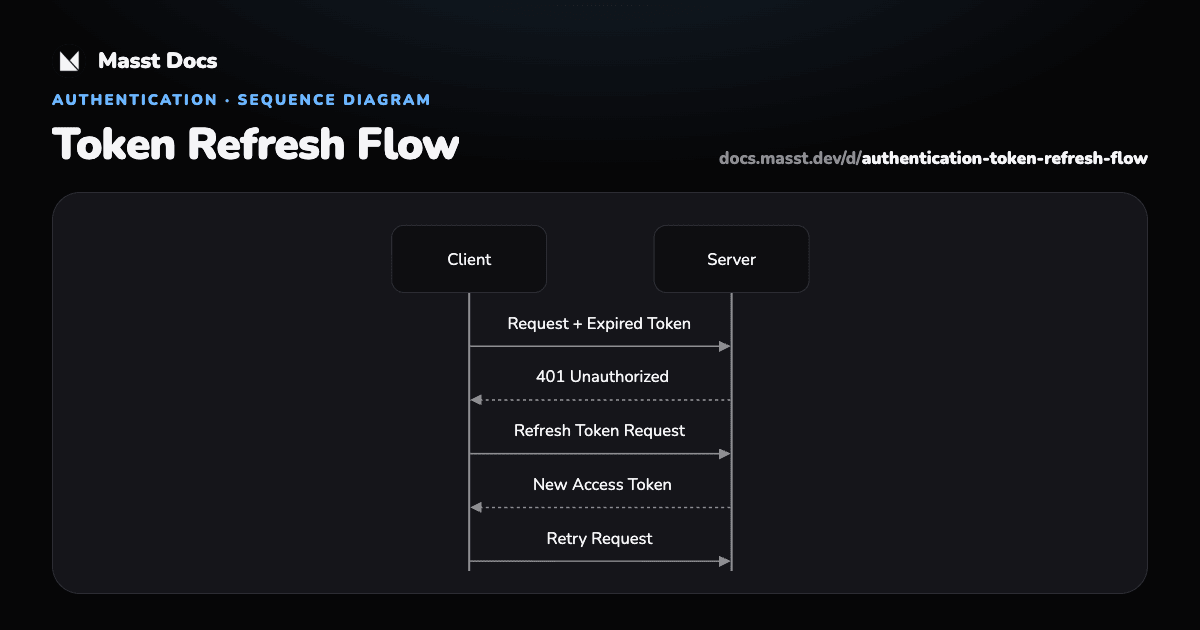 Masst Docs
AUTHENTICATION · SEQUENCE DIAGRAM
Token Refresh Flow
docs.masst.dev/d/authentication-token-refresh-flow
Client
Server
Request + Expired Token
401 Unauthorized
Refresh Token Request
New Access Token
Retry Request